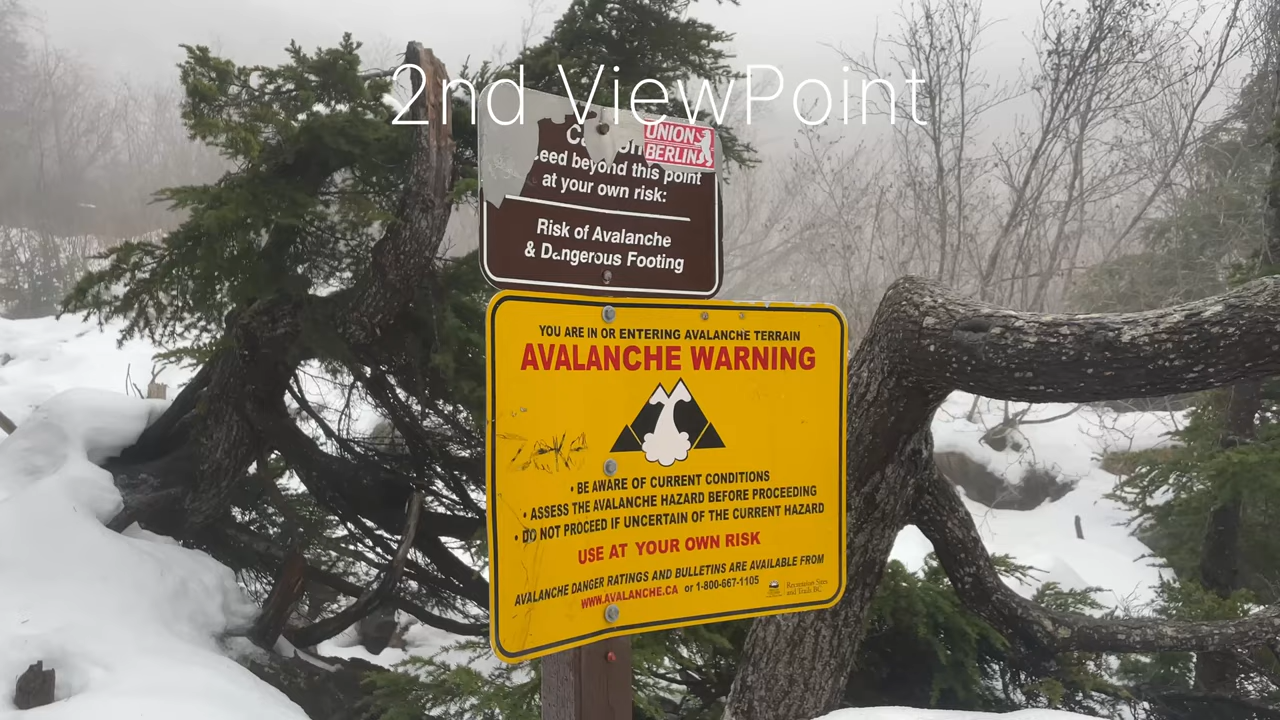 2nd ViewPoint
UNION
BERLIN
beyond this point
at your own risk:
Risk of Avalanche
& Dangerous Footing
YOU ARE IN OR ENTERING AVALANCHE TERRAIN
AVALANCHE WARNING
• BE AWARE OF CURRENT CONDITIONS
• ASSESS THE AVALANCHE HAZARD BEFORE PROCEEDING
• DO NOT PROCEED IF UNCERTAIN OF THE CURRENT HAZARD
USE AT YOUR OWN RISK
AVALANCHE DANGER RATINGS AND BULLETINS ARE AVAILABLE FROM
WWW.AVALANCHE.CA or 1-800-667-1105
Recreation Sites
and Trails BC